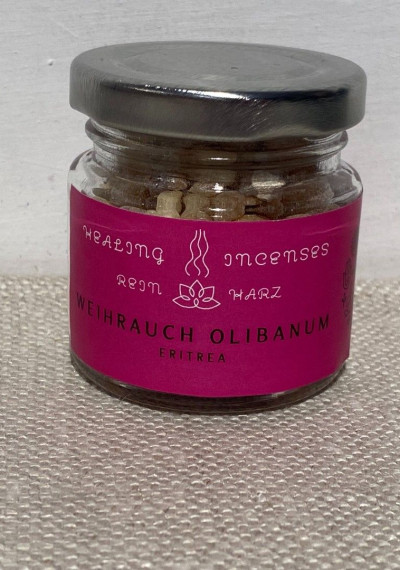 HEALING INCENSES
REIN HARZ
WEIHRAUCH OLIBANUM
ERITREA